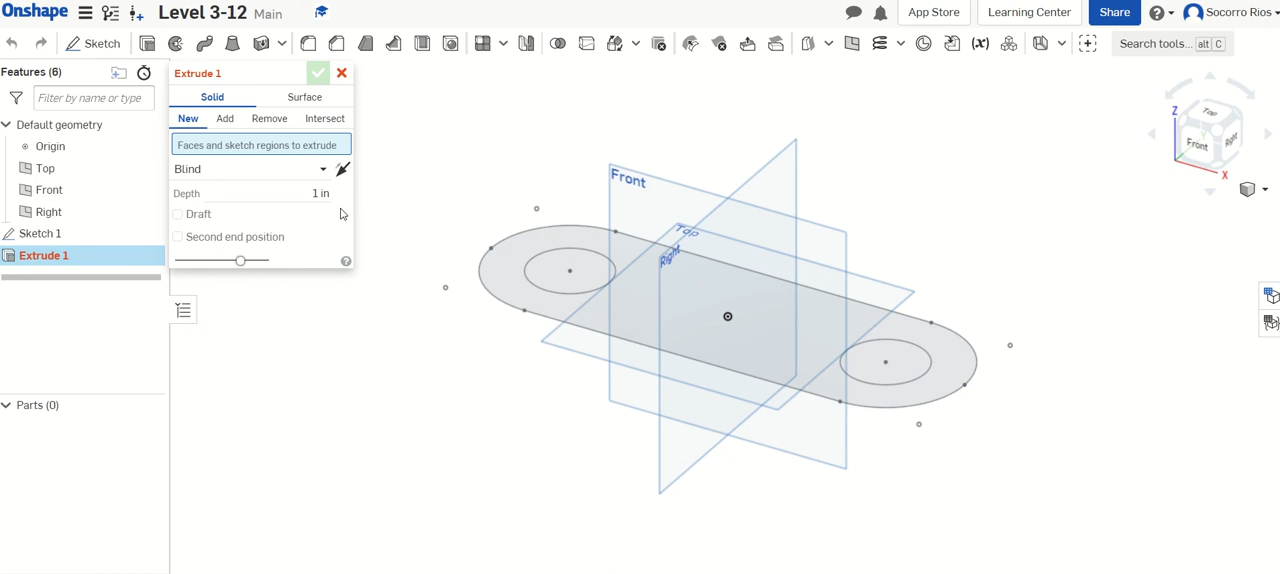 Onshape Level 3-12 Main App Store Learning Center Share Socorro Rios
Sketch Search tools... alt C
Features (6)
Filter by name or type
Default geometry
Origin
Top
Front
Right
Sketch 1
Extrude 1
Parts (0)
Extrude 1
Solid Surface
New Add Remove Intersect
Faces and sketch regions to extrude
Blind
Depth 1 in
Draft
Second end position
Front
Top
Right
Z
Top
Front Right
Y
X